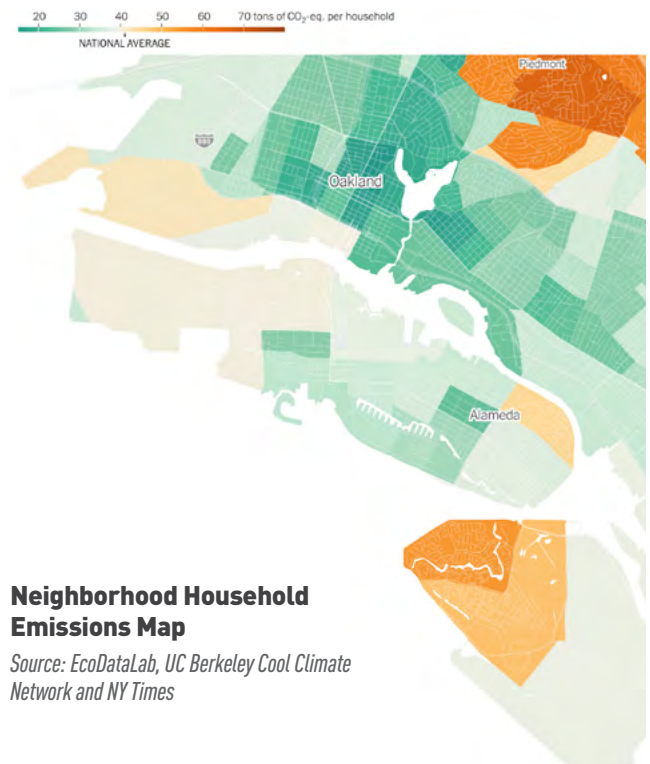 20 30 40 50 60 70 tons of CO₂-eq. per household
NATIONAL AVERAGE
Piedmont
880
Oakland
Alameda
Neighborhood Household
Emissions Map
Source: EcoDataLab, UC Berkeley Cool Climate
Network and NY Times